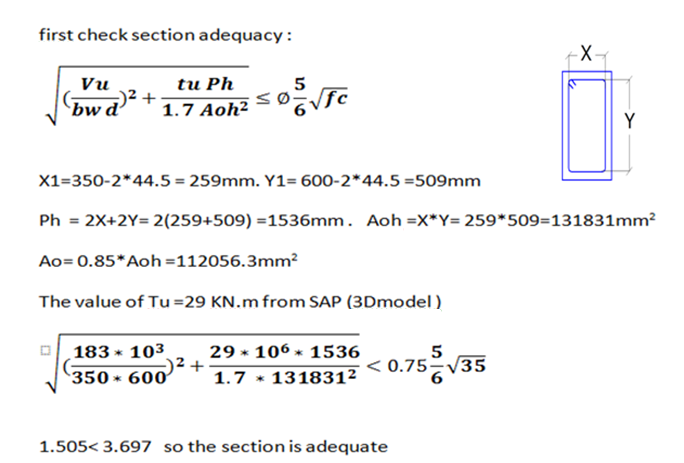 first check section adequacy :
X
√((Vu/bw d)² + tu Ph/1.7 Aoh²) ≤ ∅ 5/6 √fc
Y
X1=350-2*44.5 = 259mm. Y1= 600-2*44.5 =509mm
Ph = 2X+2Y= 2(259+509) =1536mm . Aoh =X*Y= 259*509=131831mm²
Ao= 0.85*Aoh =112056.3mm²
The value of Tu =29 KN.m from SAP (3Dmodel )
√((183 * 10³/350 * 600)² + 29 * 10⁶ * 1536/1.7 * 131831²) < 0.75 5/6 √35
1.505< 3.697 so the section is adequate